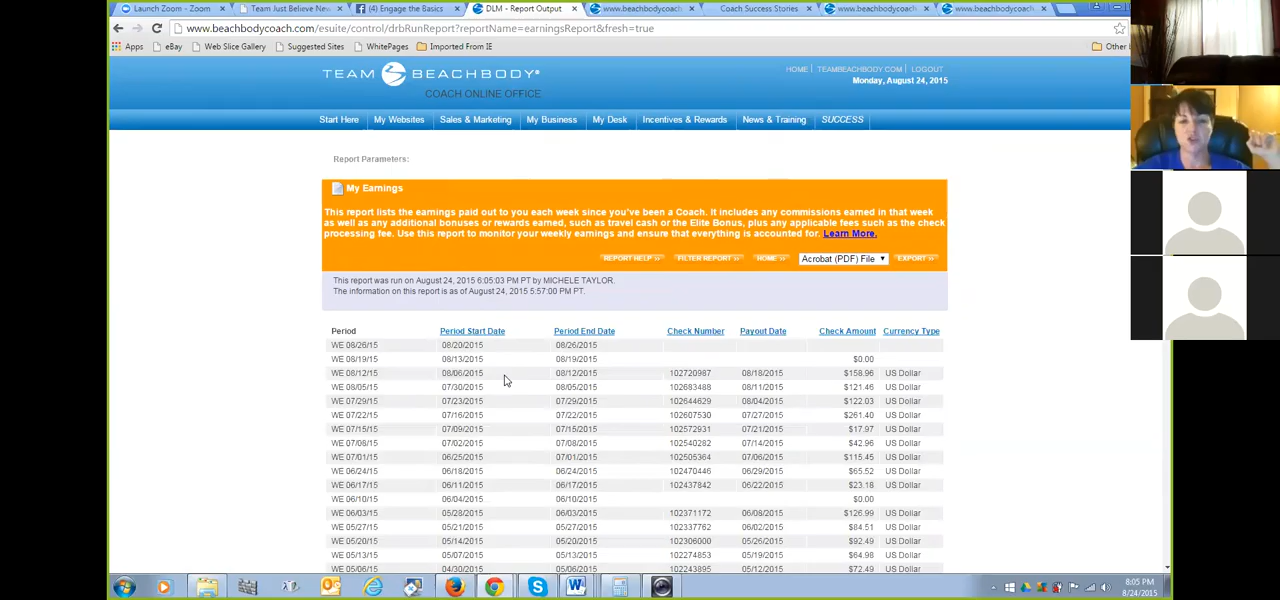 Launch Zoom - Zoom
Team Just Believe New
(4) Engage the Basics
DLM - Report Output
www.beachbodycoach.
Coach Success Stories
www.beachbodycoach
www.beachbodycoach
www.beachbodycoach.com/esuite/control/drbRunReport?reportName=earningsReport&fresh=true
Apps eBay Web Slice Gallery Suggested Sites WhitePages Imported From IE Other
TEAM BEACHBODY®
COACH ONLINE OFFICE
HOME | TEAMBEACHBODY.COM | LOGOUT
Monday, August 24, 2015
Start Here My Websites Sales & Marketing My Business My Desk Incentives & Rewards News & Training SUCCESS
Report Parameters:
My Earnings
This report lists the earnings paid out to you each week since you've been a Coach. It includes any commissions earned in that week
as well as any additional bonuses or rewards earned, such as travel cash or the Elite Bonus, plus any applicable fees such as the check
processing fee. Use this report to monitor your weekly earnings and ensure that everything is accounted for. Learn More.
REPORT HELP >> FILTER REPORT >> HOME >> Acrobat (PDF) File EXPORT >>
This report was run on August 24, 2015 6:05:03 PM PT by MICHELE TAYLOR.
The information on this report is as of August 24, 2015 5:57:00 PM PT.
Period Period Start Date Period End Date Check Number Payout Date Check Amount Currency Type
WE 08/26/15 08/20/2015 08/26/2015
WE 08/19/15 08/13/2015 08/19/2015 $0.00
WE 08/12/15 08/06/2015 08/12/2015 102720987 08/18/2015 $158.96 US Dollar
WE 08/05/15 07/30/2015 08/05/2015 102683488 08/11/2015 $121.46 US Dollar
WE 07/29/15 07/23/2015 07/29/2015 102644629 08/04/2015 $122.03 US Dollar
WE 07/22/15 07/16/2015 07/22/2015 102607530 07/27/2015 $261.40 US Dollar
WE 07/15/15 07/09/2015 07/15/2015 102572931 07/21/2015 $17.97 US Dollar
WE 07/08/15 07/02/2015 07/08/2015 102540282 07/14/2015 $42.96 US Dollar
WE 07/01/15 06/25/2015 07/01/2015 102505364 07/06/2015 $115.45 US Dollar
WE 06/24/15 06/18/2015 06/24/2015 102470446 06/29/2015 $65.52 US Dollar
WE 06/17/15 06/11/2015 06/17/2015 102437842 06/22/2015 $23.18 US Dollar
WE 06/10/15 06/04/2015 06/10/2015 $0.00
WE 06/03/15 05/28/2015 06/03/2015 102371172 06/08/2015 $126.99 US Dollar
WE 05/27/15 05/21/2015 05/27/2015 102337762 06/02/2015 $84.51 US Dollar
WE 05/20/15 05/14/2015 05/20/2015 102306000 05/26/2015 $92.49 US Dollar
WE 05/13/15 05/07/2015 05/13/2015 102274853 05/19/2015 $64.98 US Dollar
WE 05/06/15 04/30/2015 05/06/2015 102243895 05/12/2015 $72.49 US Dollar
8:05 PM
8/24/2015